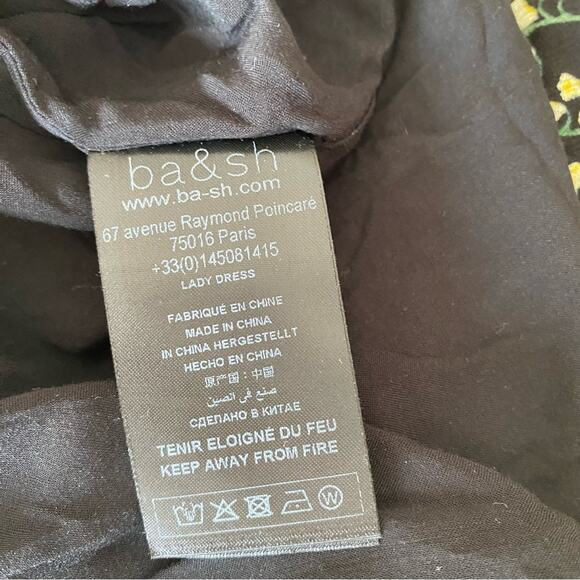 ba&sh
www.ba-sh.com
67 avenue Raymond Poincaré
75016 Paris
+33(0)145081415
LADY DRESS
FABRIQUÉ EN CHINE
MADE IN CHINA
IN CHINA HERGESTELLT
HECHO EN CHINA
原产国：中国
صنع في الصين
СДЕЛАНО В КИТАЕ
TENIR ELOIGNÉ DU FEU
KEEP AWAY FROM FIRE
W